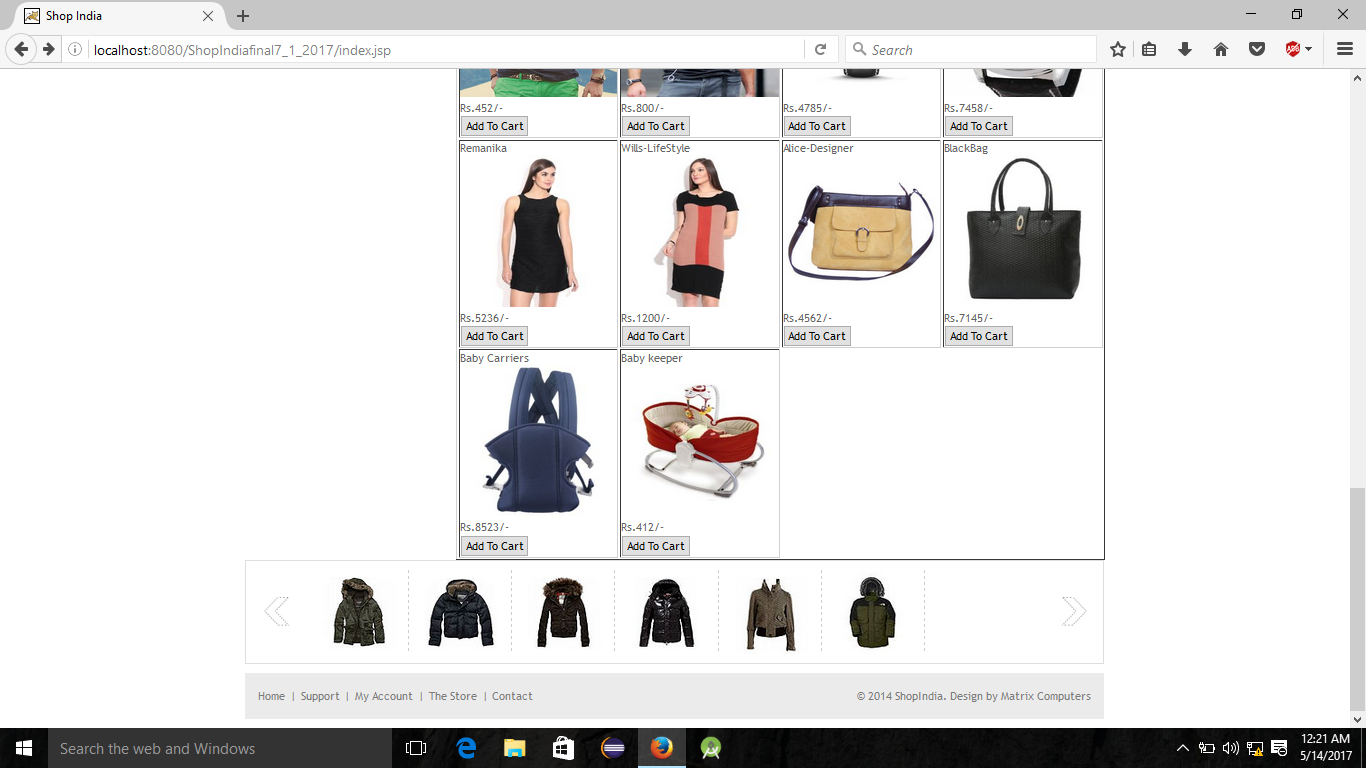 Shop India
localhost:8080/ShopIndiafinal7_1_2017/index.jsp
Search
ABP
Rs.452/- Rs.800/- Rs.4785/- Rs.7458/-
Add To Cart Add To Cart Add To Cart Add To Cart
Remanika Wills-LifeStyle Alice-Designer BlackBag
Rs.5236/- Rs.1200/- Rs.4562/- Rs.7145/-
Add To Cart Add To Cart Add To Cart Add To Cart
Baby Carriers Baby keeper
Rs.8523/- Rs.412/-
Add To Cart Add To Cart
Home | Support | My Account | The Store | Contact © 2014 ShopIndia. Design by Matrix Computers
Search the web and Windows
12:21 AM
5/14/2017